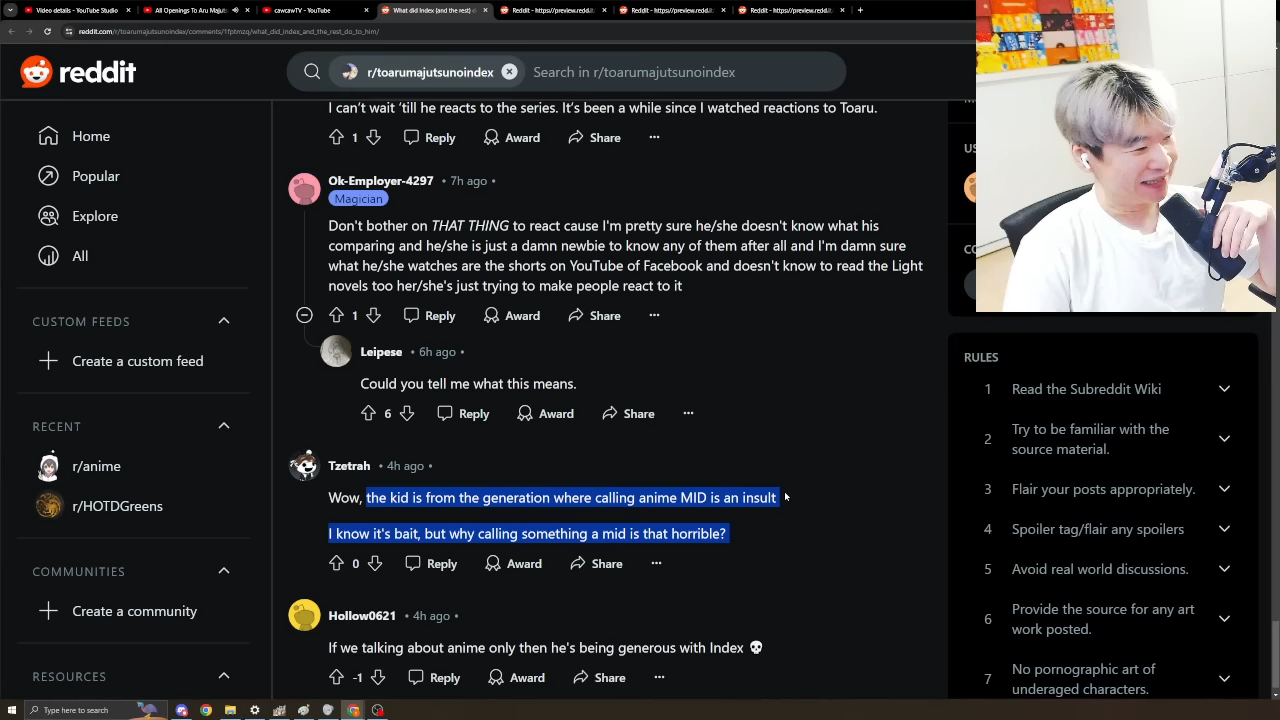 Video details - YouTube Studio
All Openings To Aru Majuts
cawcawTV - YouTube
What did Index (and the rest) d
Reddit - https://preview.redd.it
Reddit - https://preview.redd.it
Reddit - https://preview.redd.it
reddit.com/r/toarumajutsunoindex/comments/1fptmzq/what_did_index_and_the_rest_do_to_him/
reddit
r/toarumajutsunoindex
Search in r/toarumajutsunoindex
Home
Popular
Explore
All
CUSTOM FEEDS
Create a custom feed
RECENT
r/anime
r/HOTDGreens
COMMUNITIES
Create a community
RESOURCES
I can't wait 'till he reacts to the series. It's been a while since I watched reactions to Toaru.
1 Reply Award Share
Ok-Employer-4297 • 7h ago •
Magician
Don't bother on THAT THING to react cause I'm pretty sure he/she doesn't know what his
comparing and he/she is just a damn newbie to know any of them after all and I'm damn sure
what he/she watches are the shorts on YouTube of Facebook and doesn't know to read the Light
novels too her/she's just trying to make people react to it
1 Reply Award Share
Leipese • 6h ago •
Could you tell me what this means.
6 Reply Award Share
Tzetrah • 4h ago •
Wow, the kid is from the generation where calling anime MID is an insult
I know it's bait, but why calling something a mid is that horrible?
0 Reply Award Share
Hollow0621 • 4h ago •
If we talking about anime only then he's being generous with Index 💀
-1 Reply Award Share
RULES
1 Read the Subreddit Wiki
2 Try to be familiar with the
source material.
3 Flair your posts appropriately.
4 Spoiler tag/flair any spoilers
5 Avoid real world discussions.
6 Provide the source for any art
work posted.
7 No pornographic art of
underaged characters.
Type here to search